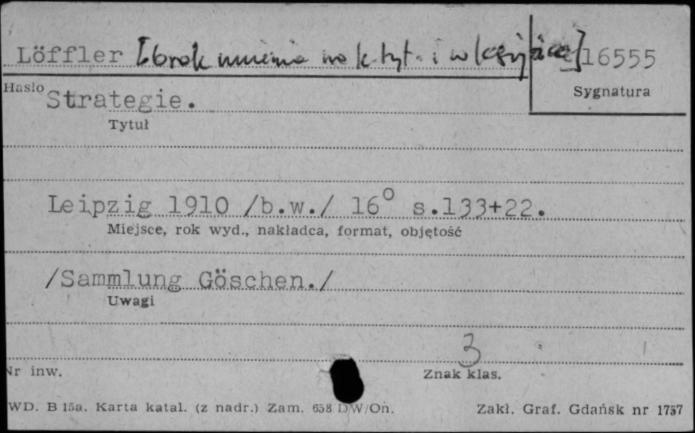 Löffler [brak imienia na k. tyt. i w książce] 16555
Hasło Sygnatura
Strategie.
Tytuł
Leipzig 1910 /b.w./ 16° s.133+22.
Miejsce, rok wyd., nakładca, format, objętość
/Sammlung Göschen./
Uwagi
3
Nr inw. Znak klas.
WD. B 15a. Karta katal. (z nadr.) Zam. 658 DW/On. Zakł. Graf. Gdańsk nr 1757